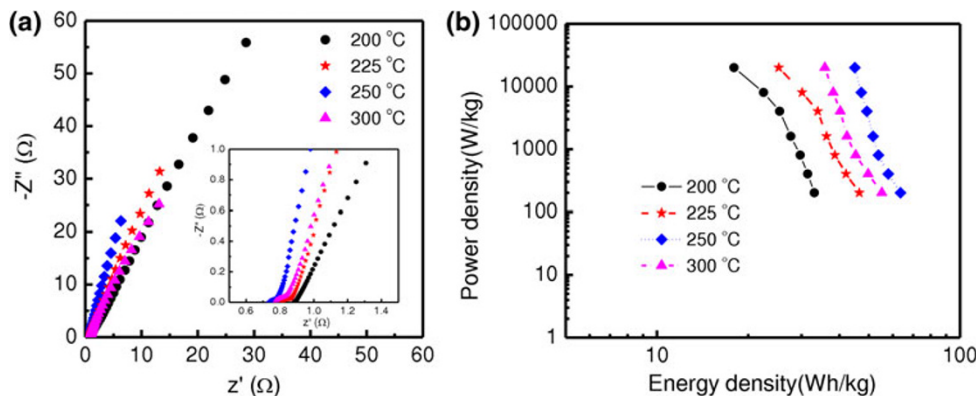 (a)
60
50
40
30
20
10
0
-Z'' (Ω)
200 °C
225 °C
250 °C
300 °C
1.0
0.8
0.6
0.4
0.2
0.0
-Z'' (Ω)
0.6 0.8 1.0 1.2 1.4
z' (Ω)
0 10 20 30 40 50 60
z' (Ω)
(b)
100000
10000
1000
100
10
1
Power density(W/kg)
200 °C
225 °C
250 °C
300 °C
10 100
Energy density(Wh/kg)